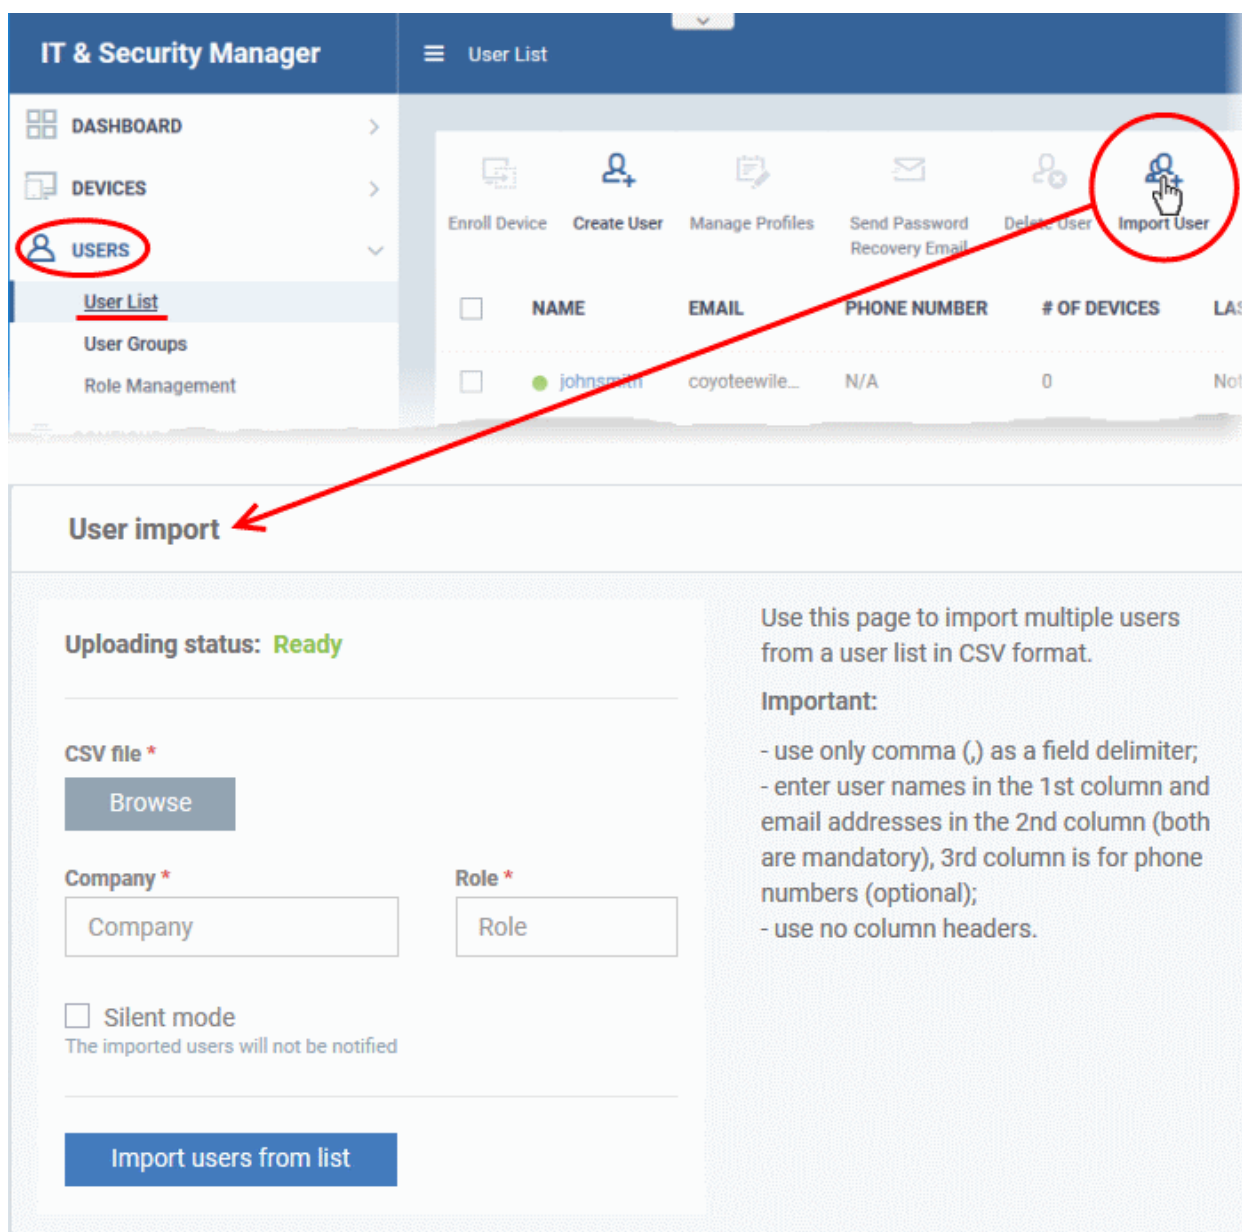 IT & Security Manager
User List
DASHBOARD
DEVICES
USERS
User List
User Groups
Role Management
Enroll Device
Create User
Manage Profiles
Send Password
Recovery Email
Delete User
Import User
NAME
EMAIL
PHONE NUMBER
# OF DEVICES
johnsmith
coyoteewile...
N/A
0
User import
Uploading status: Ready
CSV file *
Browse
Company *
Role *
Company
Role
Silent mode
The imported users will not be notified
Import users from list
Use this page to import multiple users
from a user list in CSV format.
Important:
- use only comma (,) as a field delimiter;
- enter user names in the 1st column and
email addresses in the 2nd column (both
are mandatory), 3rd column is for phone
numbers (optional);
- use no column headers.